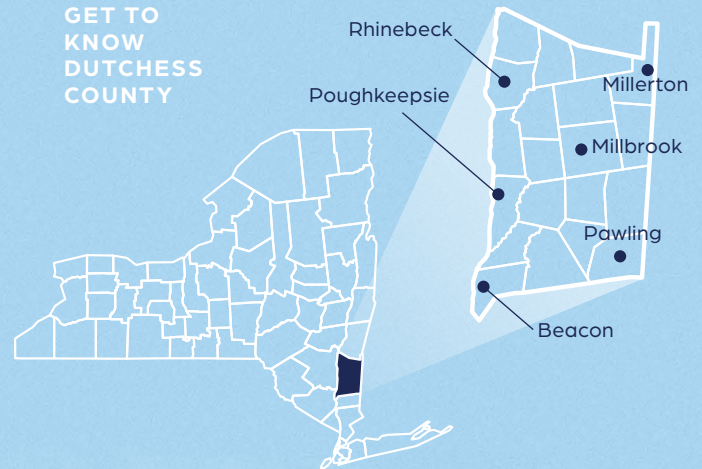 GET TO
KNOW
DUTCHESS
COUNTY
Rhinebeck
Millerton
Poughkeepsie
Millbrook
Pawling
Beacon